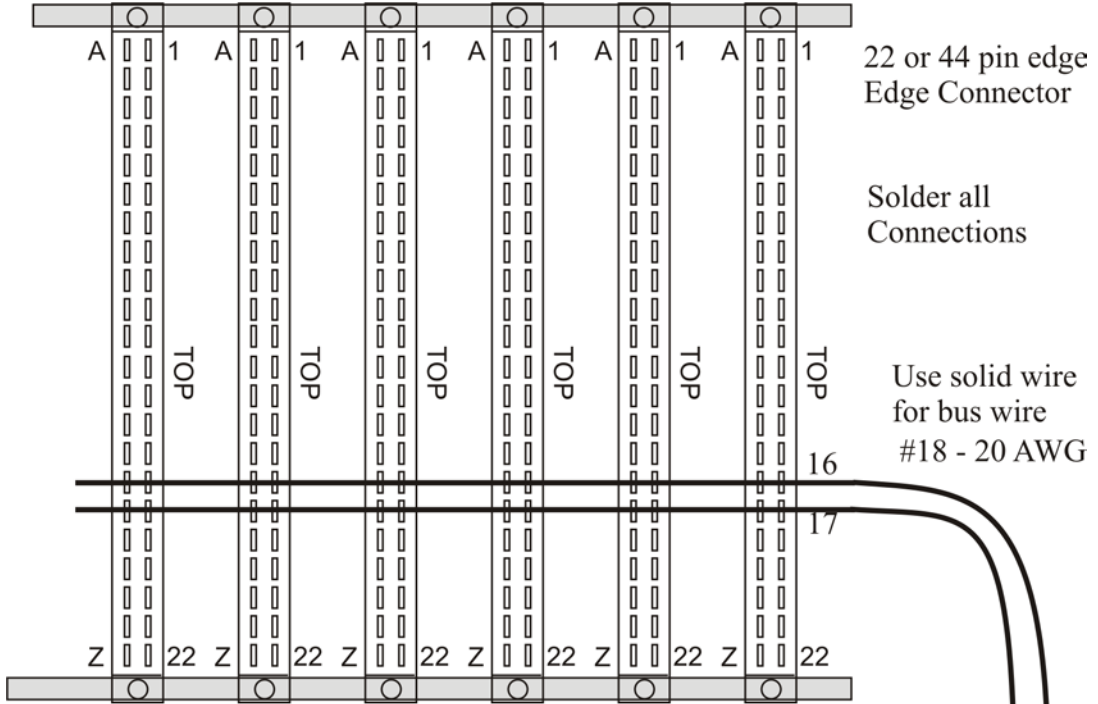 A 1 A 1 A 1 A 1 A 1 A 1
22 or 44 pin edge
Edge Connector
Solder all
Connections
TOP TOP TOP TOP TOP TOP
Use solid wire
for bus wire
#18 - 20 AWG
16
17
Z 22 Z 22 Z 22 Z 22 Z 22 Z 22